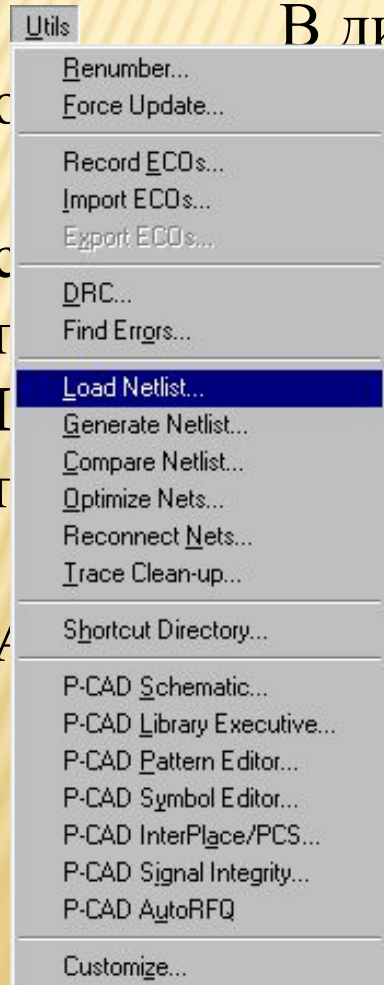 Utils
В
Renumber...
Force Update...
Record ECOs...
Import ECOs...
Export ECOs...
DRC...
Find Errors...
Load Netlist...
Generate Netlist...
Compare Netlist...
Optimize Nets...
Reconnect Nets...
Trace Clean-up...
Shortcut Directory...
P-CAD Schematic...
P-CAD Library Executive...
P-CAD Pattern Editor...
P-CAD Symbol Editor...
P-CAD InterPlace/PCS...
P-CAD Signal Integrity...
P-CAD AutoRFQ
Customize...